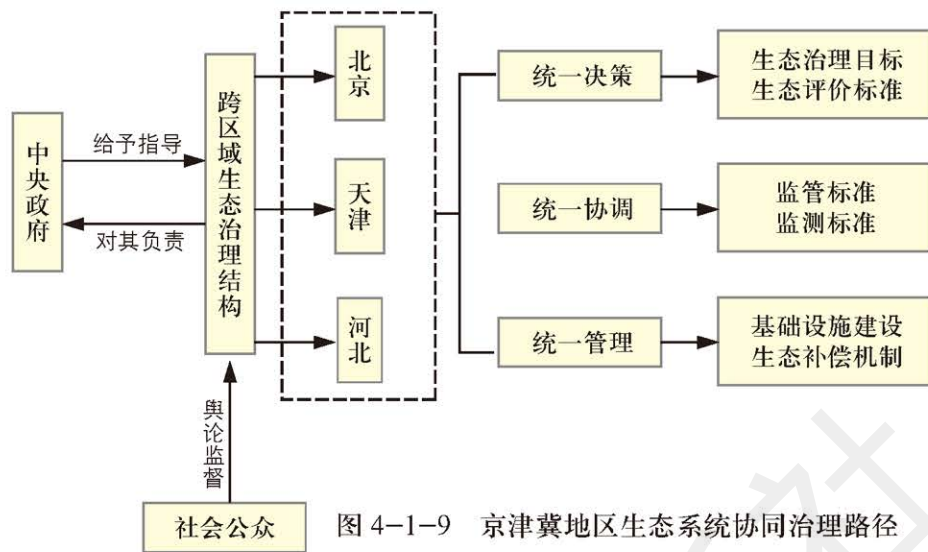 中央政府
给予指导
对其负责
跨区域生态治理结构
北京
天津
河北
统一决策
生态治理目标
生态评价标准
统一协调
监管标准
监测标准
统一管理
基础设施建设
生态补偿机制
舆论监督
社会公众
图 4-1-9 京津冀地区生态系统协同治理路径
社